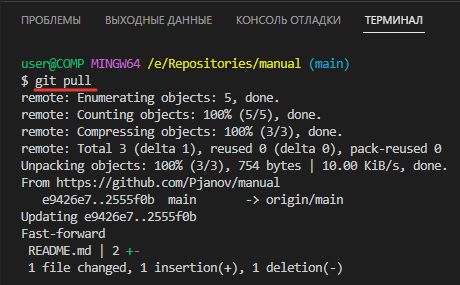 ПРОБЛЕМЫ ВЫХОДНЫЕ ДАННЫЕ КОНСОЛЬ ОТЛАДКИ ТЕРМИНАЛ
user@COMP MINGW64 /e/Repositories/manual (main)
$ git pull
remote: Enumerating objects: 5, done.
remote: Counting objects: 100% (5/5), done.
remote: Compressing objects: 100% (3/3), done.
remote: Total 3 (delta 1), reused 0 (delta 0), pack-reused 0
Unpacking objects: 100% (3/3), 754 bytes | 10.00 KiB/s, done.
From https://github.com/Pjanov/manual
e9426e7..2555f0b main -> origin/main
Updating e9426e7..2555f0b
Fast-forward
README.md | 2 +-
1 file changed, 1 insertion(+), 1 deletion(-)